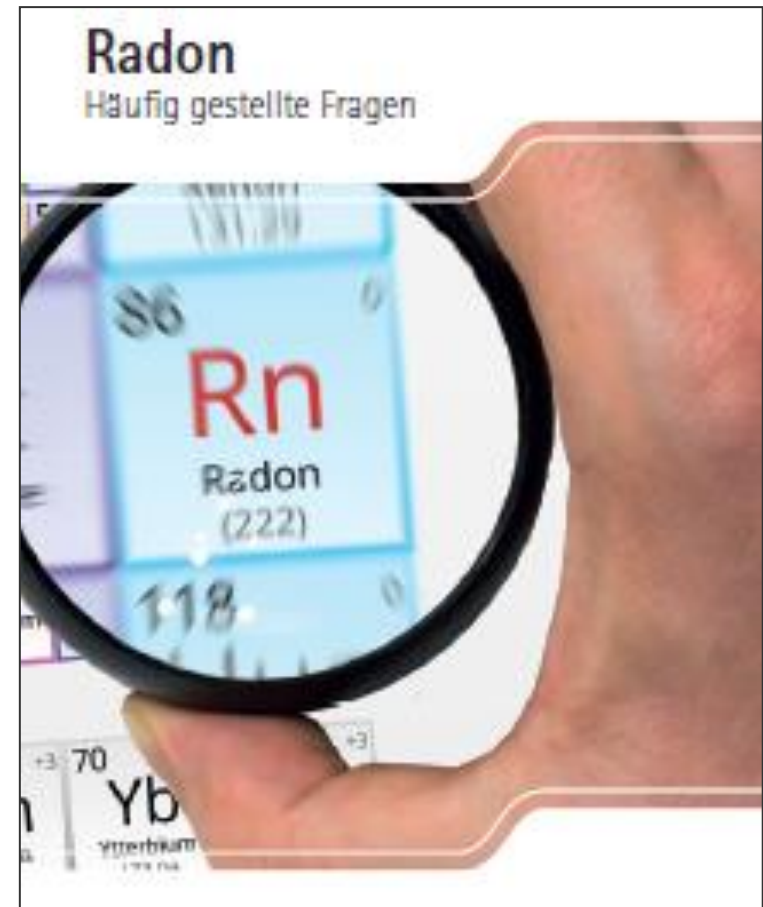 Radon
Häufig gestellte Fragen
86
0
Rn
Radon
(222)
118
0
+3
70
+3
Yb
Ytterbium